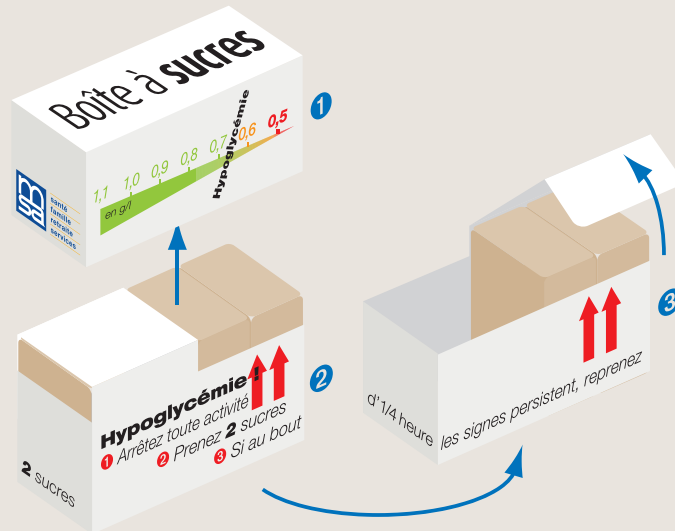 Boîte à sucres
1
1,1 1,0 0,9 0,8 0,7 0,6 0,5
Hypoglycémie
en g/l
msa
santé
famille
retraite
services
Hypoglycémie !
1 Arrêtez toute activité
2 Prenez 2 sucres
3 Si au bout
2 sucres
2
d'1/4 heure
les signes persistent, reprenez
3